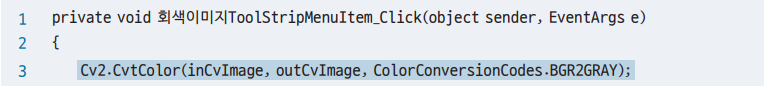 1 private void 회색이미지ToolStripMenuItem_Click(object sender, EventArgs e)
2 {
3 Cv2.CvtColor(inCvImage, outCvImage, ColorConversionCodes.BGR2GRAY);